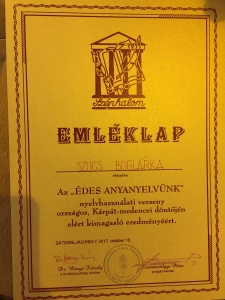 Széphalom
EMLÉKLAP
SZŰCS BOGLÁRKA
részére
Az „ÉDES ANYANYELVÜNK”
nyelvhasználati verseny
országos, Kárpát-medencei döntőjén
elért kimagasló eredményéért.
SÁTORALJAÚJHELY, 2017. október 15.